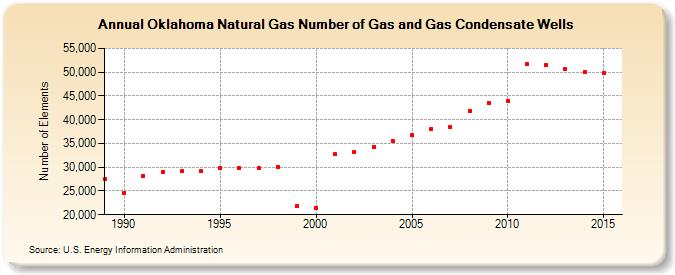 Annual Oklahoma Natural Gas Number of Gas and Gas Condensate Wells
Number of Elements
55,000
50,000
45,000
40,000
35,000
30,000
25,000
20,000
1990 1995 2000 2005 2010 2015
Source: U.S. Energy Information Administration